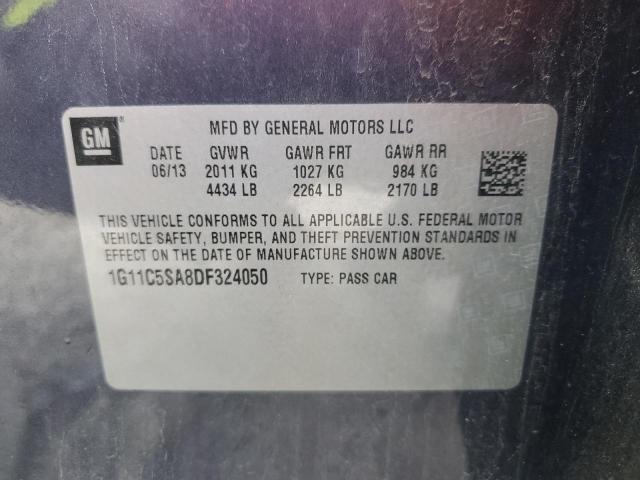 GM
MFD BY GENERAL MOTORS LLC
DATE GVWR GAWR FRT GAWR RR
06/13 2011 KG 1027 KG 984 KG
4434 LB 2264 LB 2170 LB
THIS VEHICLE CONFORMS TO ALL APPLICABLE U.S. FEDERAL MOTOR
VEHICLE SAFETY, BUMPER, AND THEFT PREVENTION STANDARDS IN
EFFECT ON THE DATE OF MANUFACTURE SHOWN ABOVE.
1G11C5SA8DF324050 TYPE: PASS CAR